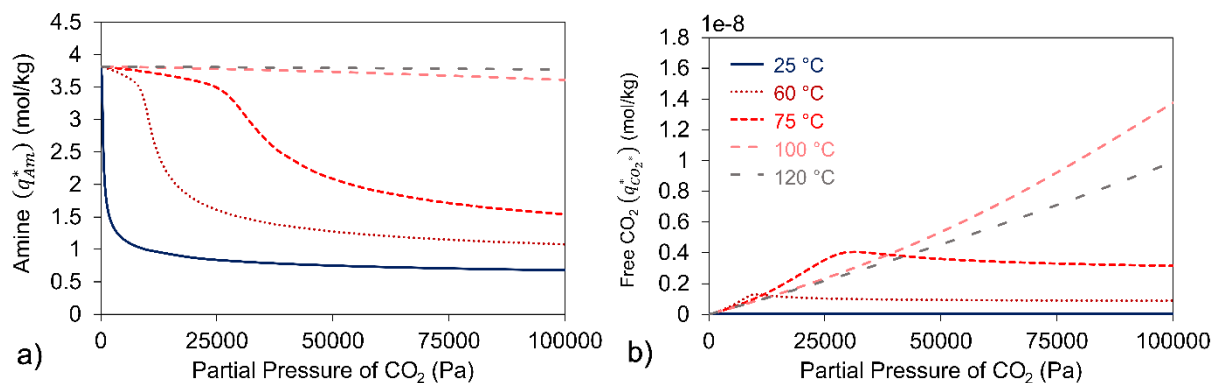 4.5
4
3.5
3
2.5
2
1.5
1
0.5
0
Amine (q*Am) (mol/kg)
0 25000 50000 75000 100000
a) Partial Pressure of CO2 (Pa)
1e-8
1.8
1.6
1.4
1.2
1
0.8
0.6
0.4
0.2
0
Free CO2 (q*CO2*) (mol/kg)
25 °C
60 °C
75 °C
100 °C
120 °C
0 25000 50000 75000 100000
b) Partial Pressure of CO2 (Pa)